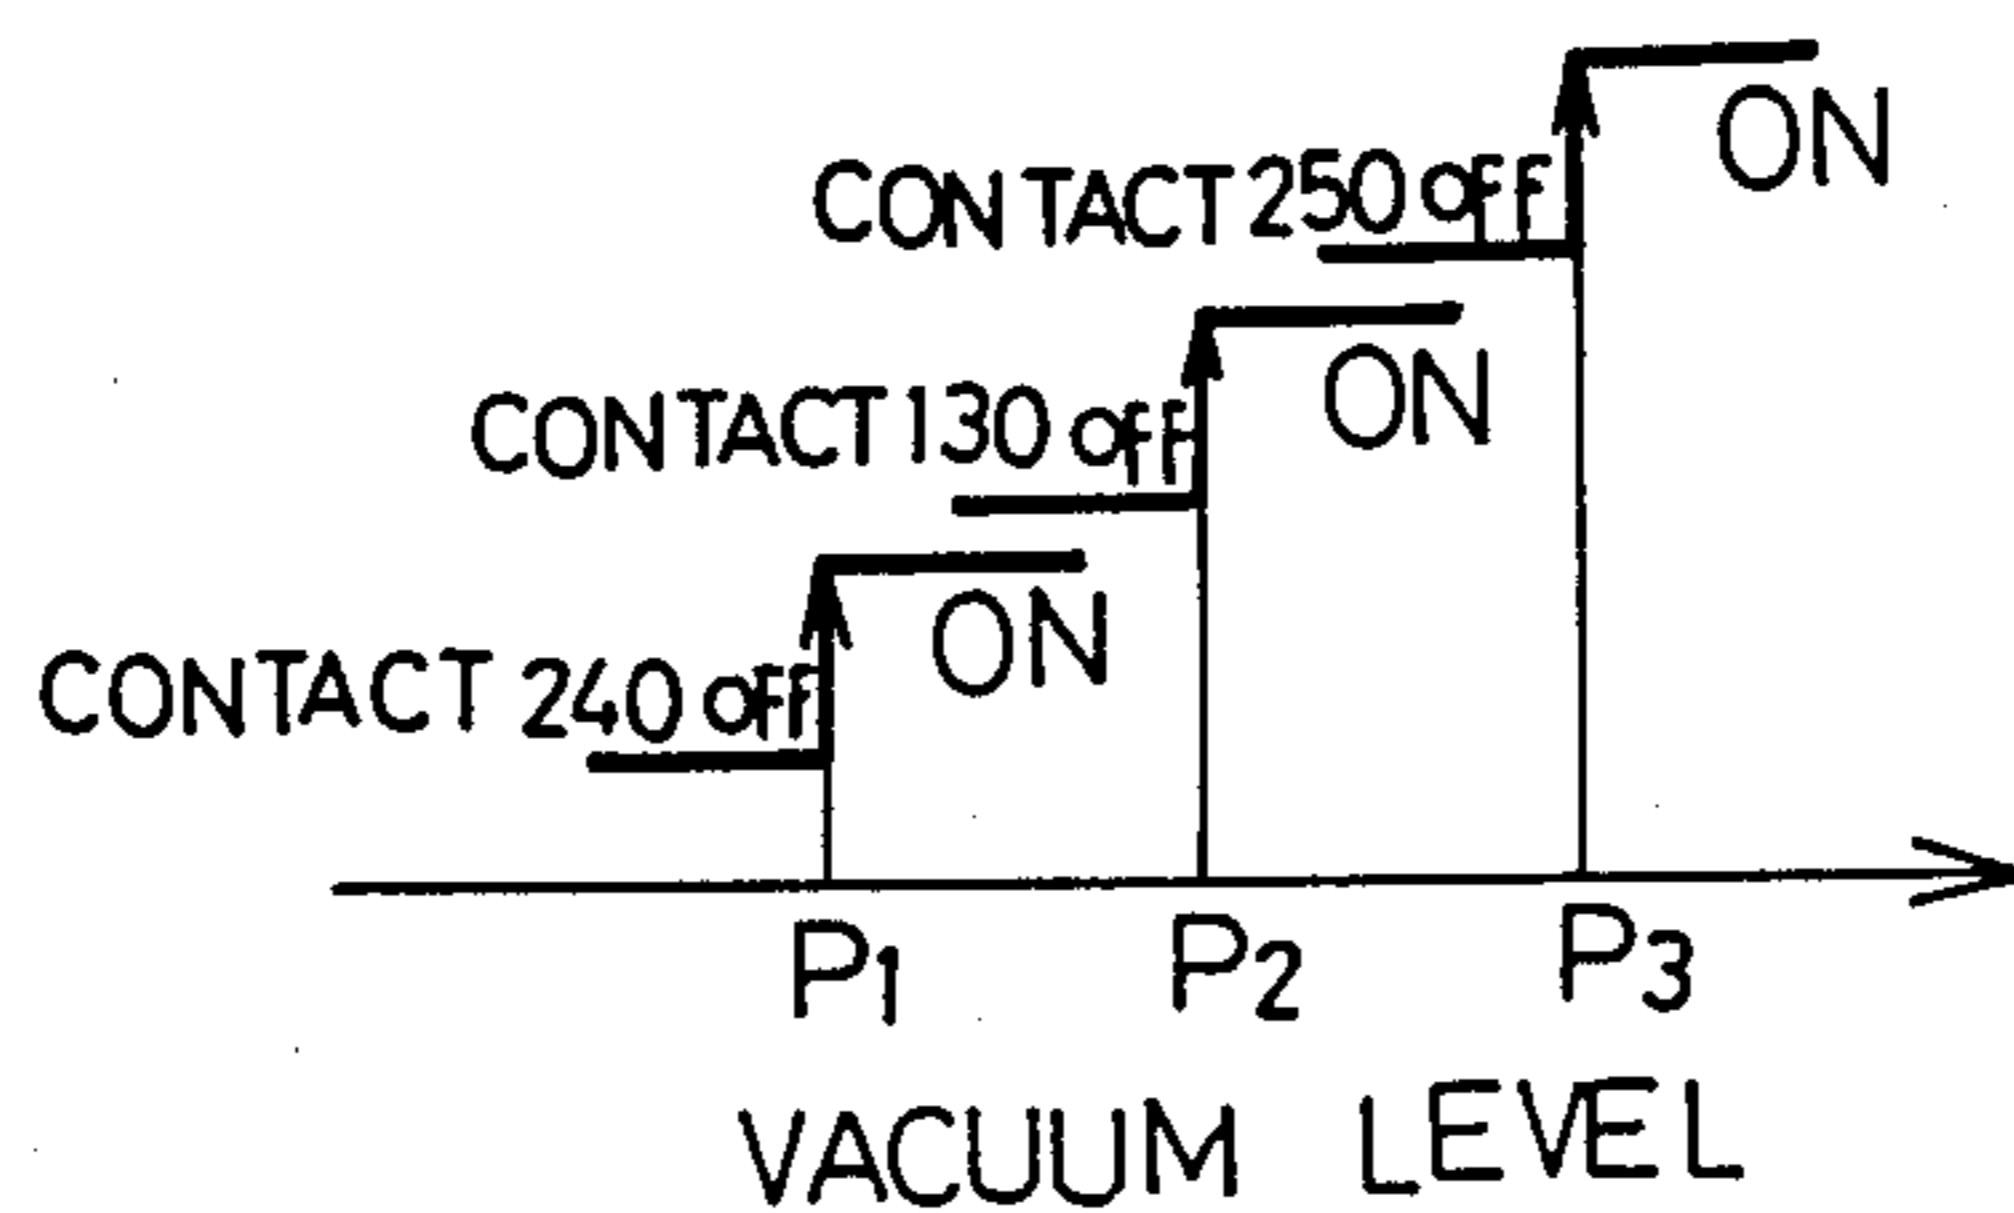 ON
CONTACT 250 off
ON
CONTACT 130 off
ON
CONTACT 240 off
P1 P2 P3
VACUUM LEVEL